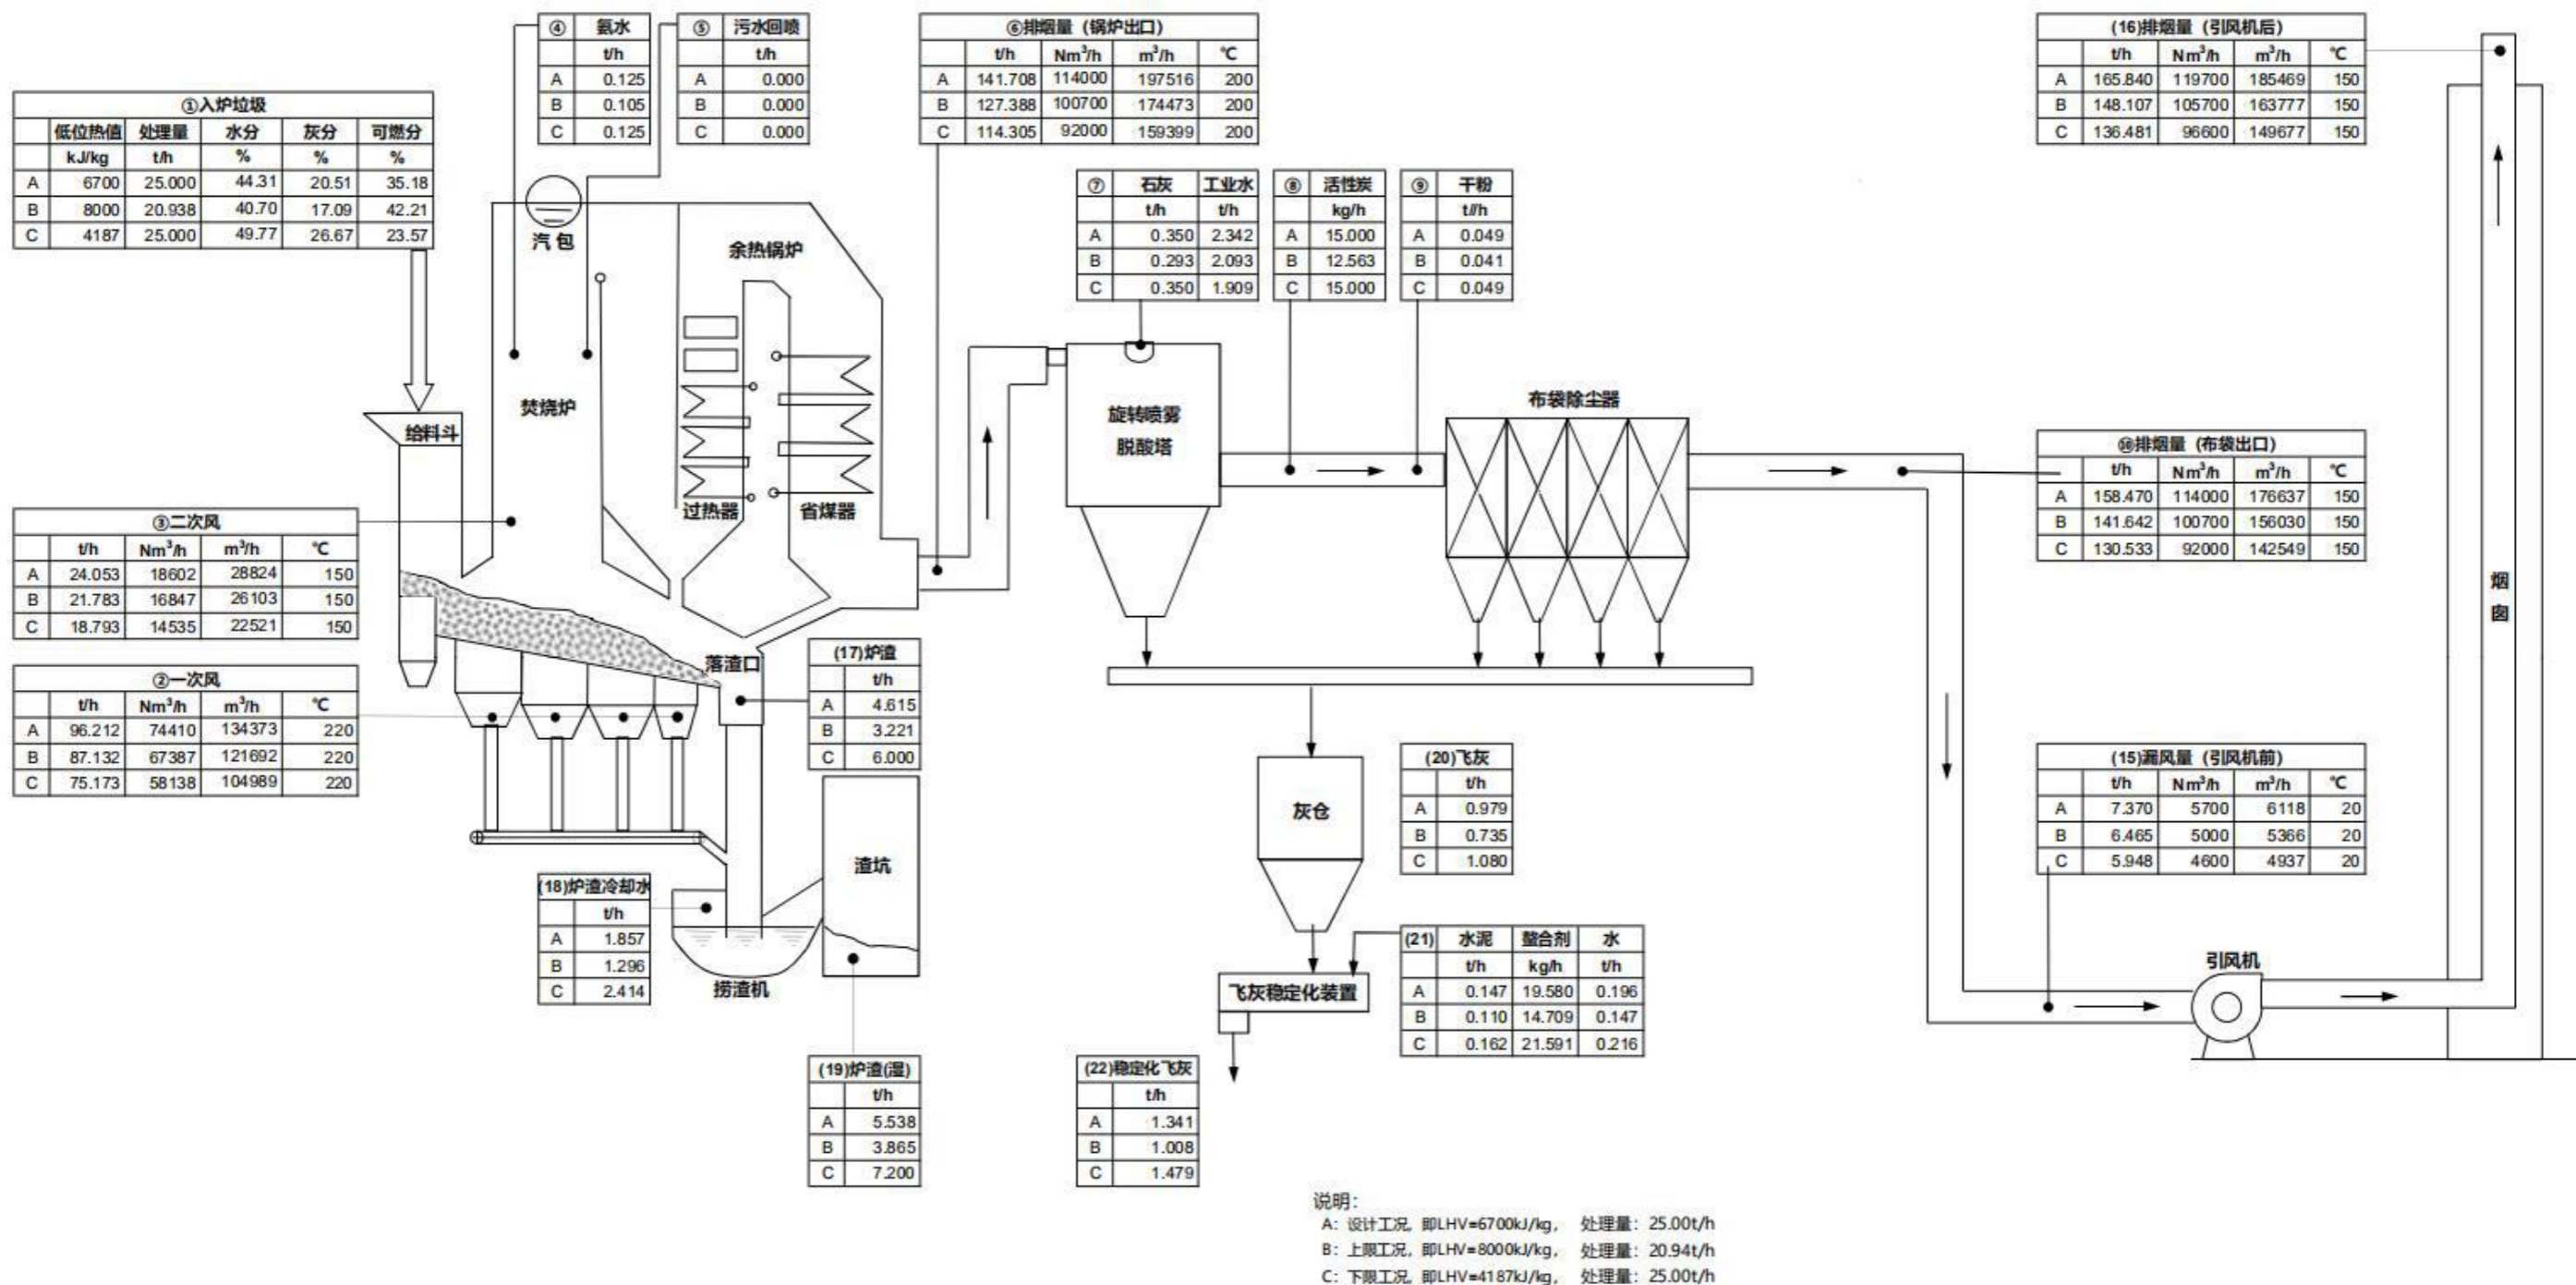 ①入炉垃圾
低位热值 处理量 水分 灰分 可燃分
kJ/kg t/h % % %
A 6700 25.000 44.31 20.51 35.18
B 8000 20.938 40.70 17.09 42.21
C 4187 25.000 49.77 26.67 23.57
④ 氨水
t/h
A 0.125
B 0.105
C 0.125
⑤ 污水回喷
t/h
A 0.000
B 0.000
C 0.000
⑥排烟量（锅炉出口）
t/h Nm³/h m³/h ℃
A 141.708 114000 197516 200
B 127.388 100700 174473 200
C 114.305 92000 159399 200
(16)排烟量（引风机后）
t/h Nm³/h m³/h ℃
A 165.840 119700 185469 150
B 148.107 105700 163777 150
C 136.481 96600 149677 150
⑦ 石灰 工业水
t/h t/h
A 0.350 2.342
B 0.293 2.093
C 0.350 1.909
⑧ 活性炭
kg/h
A 15.000
B 12.563
C 15.000
⑨ 干粉
t//h
A 0.049
B 0.041
C 0.049
汽包
余热锅炉
焚烧炉
给料斗
过热器
省煤器
旋转喷雾
脱酸塔
布袋除尘器
⑩排烟量（布袋出口）
t/h Nm³/h m³/h ℃
A 158.470 114000 176637 150
B 141.642 100700 156030 150
C 130.533 92000 142549 150
③二次风
t/h Nm³/h m³/h ℃
A 24.053 18602 28824 150
B 21.783 16847 26103 150
C 18.793 14535 22521 150
烟
囱
②一次风
t/h Nm³/h m³/h ℃
A 96.212 74410 134373 220
B 87.132 67387 121692 220
C 75.173 58138 104989 220
落渣口
(17)炉渣
t/h
A 4.615
B 3.221
C 6.000
(20)飞灰
t/h
A 0.979
B 0.735
C 1.080
灰仓
(15)漏风量（引风机前）
t/h Nm³/h m³/h ℃
A 7.370 5700 6118 20
B 6.465 5000 5366 20
C 5.948 4600 4937 20
渣坑
(18)炉渣冷却水
t/h
A 1.857
B 1.296
C 2.414
捞渣机
(21) 水泥 螯合剂 水
t/h kg/h t/h
A 0.147 19.580 0.196
B 0.110 14.709 0.147
C 0.162 21.591 0.216
飞灰稳定化装置
引风机
(19)炉渣(湿)
t/h
A 5.538
B 3.865
C 7.200
(22)稳定化飞灰
t/h
A 1.341
B 1.008
C 1.479
说明：
A：设计工况，即LHV=6700kJ/kg， 处理量：25.00t/h
B：上限工况，即LHV=8000kJ/kg， 处理量：20.94t/h
C：下限工况，即LHV=4187kJ/kg， 处理量：25.00t/h